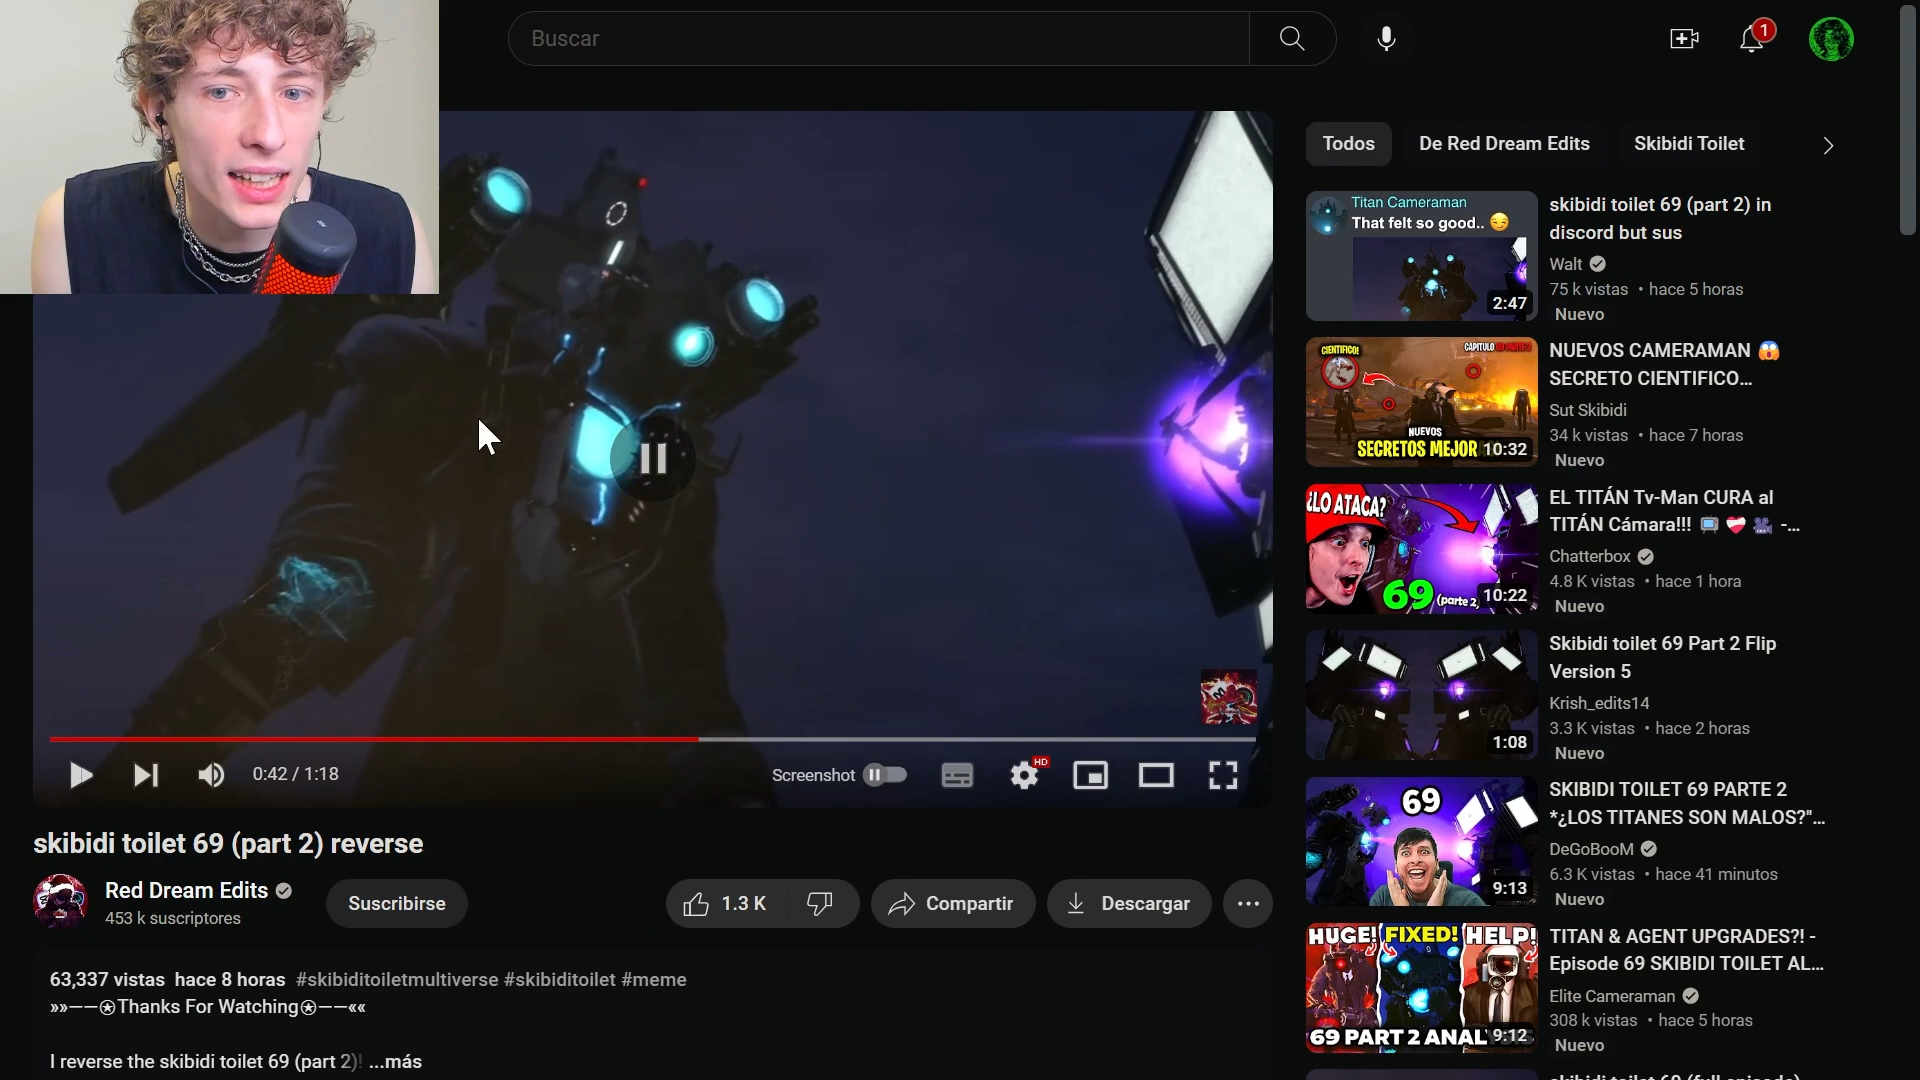 Buscar
1
Todos
De Red Dream Edits
Skibidi Toilet
Titan Cameraman
That felt so good.. 😏
2:47
skibidi toilet 69 (part 2) in
discord but sus
Walt
75 k vistas • hace 5 horas
Nuevo
CIENTIFICO!
NUEVOS
SECRETOS MEJOR
10:32
NUEVOS CAMERAMAN 😱
SECRETO CIENTIFICO...
Sut Skibidi
34 k vistas • hace 7 horas
Nuevo
¿LO ATACA?
69 (parte 2)
10:22
EL TITÁN Tv-Man CURA al
TITÁN Cámara!!! 📺 ❤️‍🩹 🎥 -...
Chatterbox
4.8 K vistas • hace 1 hora
Nuevo
1:08
Skibidi toilet 69 Part 2 Flip
Version 5
Krish_edits14
3.3 K vistas • hace 2 horas
Nuevo
69
9:13
SKIBIDI TOILET 69 PARTE 2
*¿LOS TITANES SON MALOS?"...
DeGoBooM
6.3 K vistas • hace 41 minutos
Nuevo
HUGE! FIXED! HELP!
69 PART 2 ANAL
9:12
TITAN & AGENT UPGRADES?! -
Episode 69 SKIBIDI TOILET AL...
Elite Cameraman
308 k vistas • hace 5 horas
Nuevo
0:42 / 1:18
Screenshot
HD
skibidi toilet 69 (part 2) reverse
Red Dream Edits
453 k suscriptores
Suscribirse
1.3 K
Compartir
Descargar
63,337 vistas hace 8 horas #skibiditoiletmultiverse #skibiditoilet #meme
»»——⍟Thanks For Watching⍟——««
I reverse the skibidi toilet 69 (part 2)! ...más